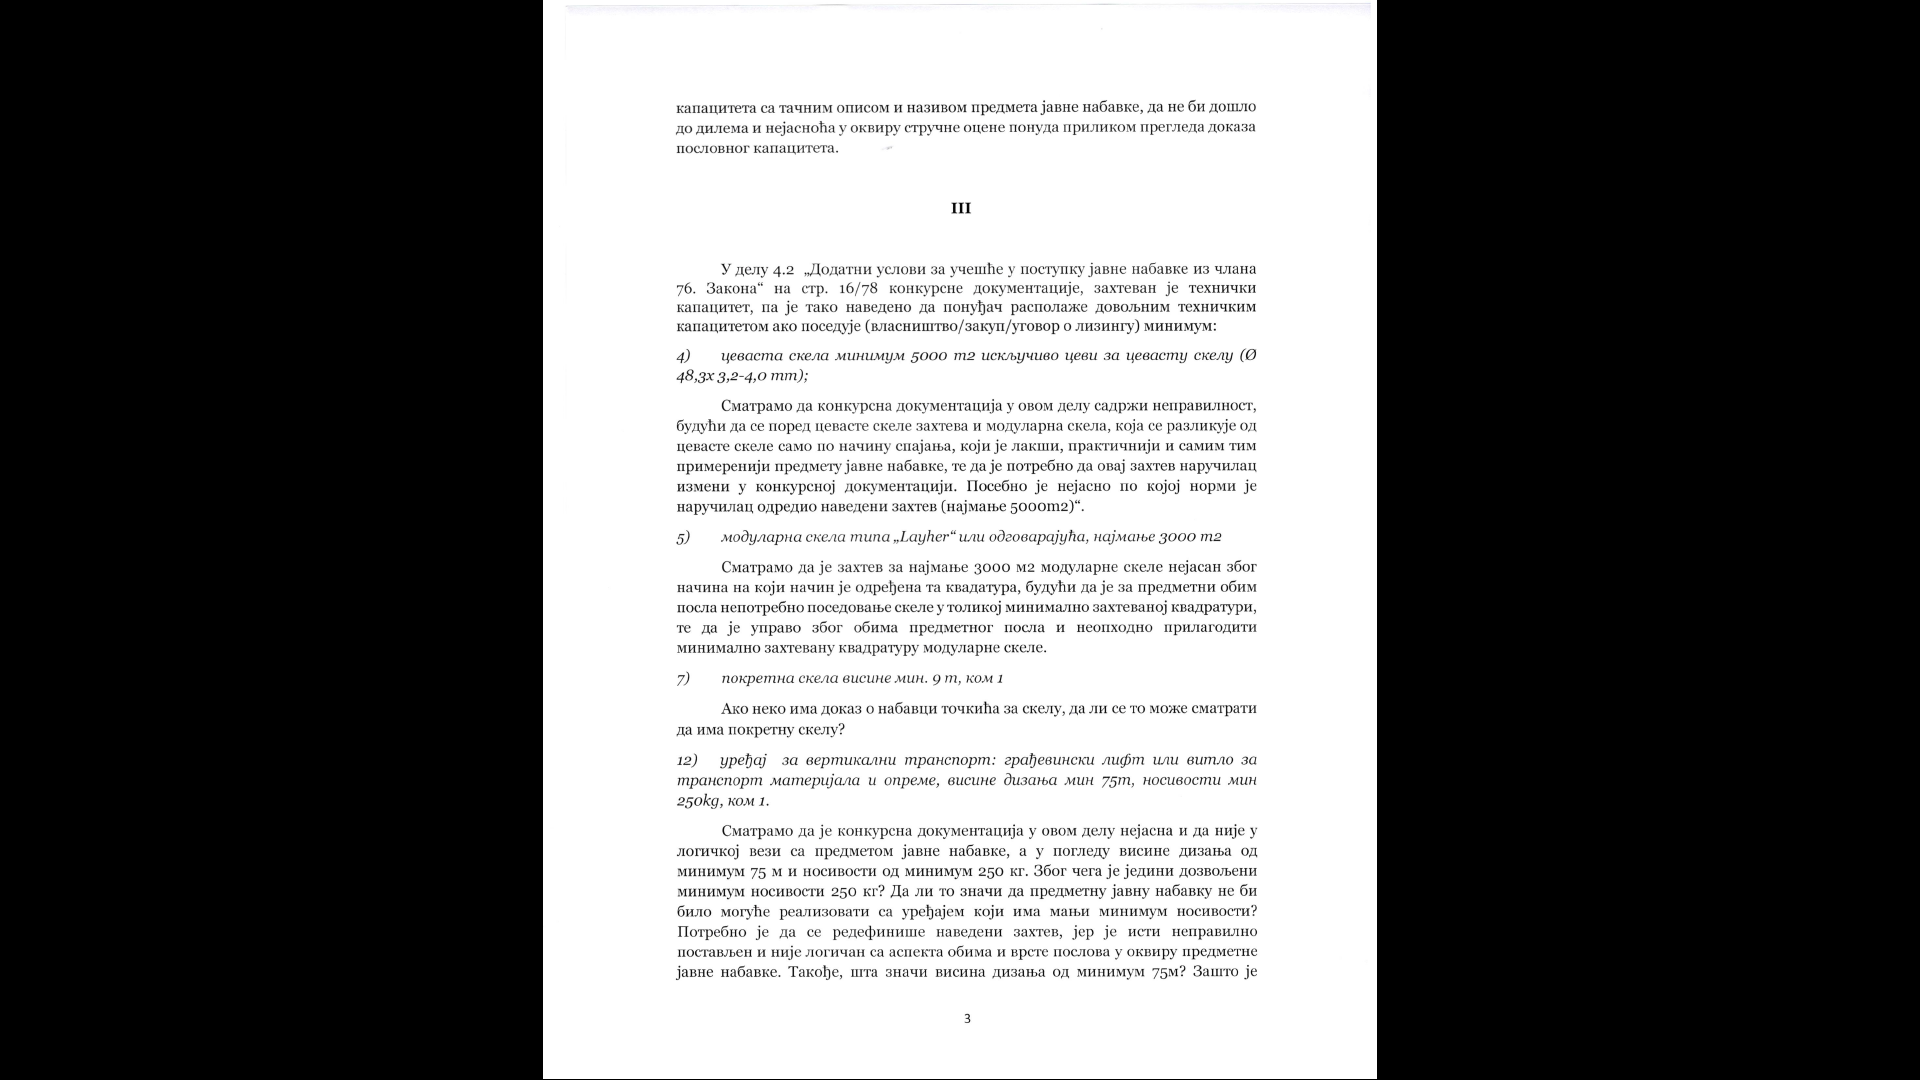 капацитета са тачним описом и називом предмета јавне набавке, да не би дошло
до дилема и нејасноћа у оквиру стручне оцене понуда приликом прегледа доказа
пословног капацитета.
III
У делу 4.2 „Додатни услови за учешће у поступку јавне набавке из члана
76. Закона“ на стр. 16/78 конкурсне документације, захтеван је технички
капацитет, па је тако наведено да понуђач располаже довољним техничким
капацитетом ако поседује (власништво/закуп/уговор о лизингу) минимум:
4) цеваста скела минимум 5000 m2 искључиво цеви за цевасту скелу (Ø
48,3x 3,2-4,0 mm);
Сматрамо да конкурсна документација у овом делу садржи неправилност,
будући да се поред цевасте скеле захтева и модуларна скела, која се разликује од
цевасте скеле само по начину спајања, који је лакши, практичнији и самим тим
примеренији предмету јавне набавке, те да је потребно да овај захтев наручилац
измени у конкурсној документацији. Посебно је нејасно по којој норми је
наручилац одредио наведени захтев (најмање 5000m2)“.
5) модуларна скела типа „Layher“ или одговарајућа, најмање 3000 m2
Сматрамо да је захтев за најмање 3000 м2 модуларне скеле нејасан због
начина на који начин је одређена та квадатура, будући да је за предметни обим
посла непотребно поседовање скеле у толикој минимално захтеваној квадратури,
те да је управо због обима предметног посла и неопходно прилагодити
минимално захтевану квадратуру модуларне скеле.
7) покретна скела висине мин. 9 m, ком 1
Ако неко има доказ о набавци точкића за скелу, да ли се то може сматрати
да има покретну скелу?
12) уређај за вертикални транспорт: грађевински лифт или витло за
транспорт материјала и опреме, висине дизања мин 75m, носивости мин
250kg, ком 1.
Сматрамо да је конкурсна документација у овом делу нејасна и да није у
логичкој вези са предметом јавне набавке, а у погледу висине дизања од
минимум 75 м и носивости од минимум 250 кг. Због чега је једини дозвољени
минимум носивости 250 кг? Да ли то значи да предметну јавну набавку не би
било могуће реализовати са уређајем који има мањи минимум носивости?
Потребно је да се редефинише наведени захтев, јер је исти неправилно
постављен и није логичан са аспекта обима и врсте послова у оквиру предметне
јавне набавке. Такође, шта значи висина дизања од минимум 75м? Зашто је
3